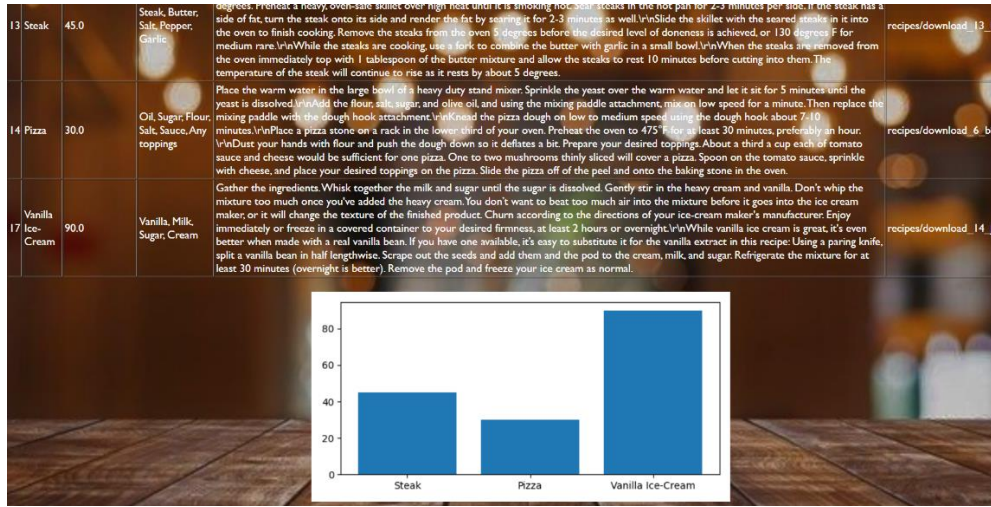 degrees. Preheat a heavy, oven-safe skillet over high heat until it is smoking hot. Sear steaks in the hot pan for 2-3 minutes per side. If the steak has a
13 Steak 45.0 Steak, Butter, Salt, Pepper, Garlic
side of fat, turn the steak onto its side and render the fat by searing it for 2-3 minutes as well.\r\nSlide the skillet with the seared steaks in it into
the oven to finish cooking. Remove the steaks from the oven 5 degrees before the desired level of doneness is achieved, or 130 degrees F for
medium rare.\r\nWhile the steaks are cooking, use a fork to combine the butter with garlic in a small bowl.\r\nWhen the steaks are removed from
the oven immediately top with 1 tablespoon of the butter mixture and allow the steaks to rest 10 minutes before cutting into them. The
temperature of the steak will continue to rise as it rests by about 5 degrees.
recipes/download_13_
14 Pizza 30.0 Oil, Sugar, Flour, Salt, Sauce, Any toppings
Place the warm water in the large bowl of a heavy duty stand mixer. Sprinkle the yeast over the warm water and let it sit for 5 minutes until the
yeast is dissolved.\r\nAdd the flour, salt, sugar, and olive oil, and using the mixing paddle attachment, mix on low speed for a minute. Then replace the
mixing paddle with the dough hook attachment.\r\nKnead the pizza dough on low to medium speed using the dough hook about 7-10
minutes.\r\nPlace a pizza stone on a rack in the lower third of your oven. Preheat the oven to 475°F for at least 30 minutes, preferably an hour.
\r\nDust your hands with flour and push the dough down so it deflates a bit. Prepare your desired toppings. About a third a cup each of tomato
sauce and cheese would be sufficient for one pizza. One to two mushrooms thinly sliced will cover a pizza. Spoon on the tomato sauce, sprinkle
with cheese, and place your desired toppings on the pizza. Slide the pizza off of the peel and onto the baking stone in the oven.
recipes/download_6_b
17 Vanilla Ice-Cream 90.0 Vanilla, Milk, Sugar, Cream
Gather the ingredients. Whisk together the milk and sugar until the sugar is dissolved. Gently stir in the heavy cream and vanilla. Don't whip the
mixture too much once you've added the heavy cream. You don't want to beat too much air into the mixture before it goes into the ice cream
maker, or it will change the texture of the finished product. Churn according to the directions of your ice-cream maker's manufacturer. Enjoy
immediately or freeze in a covered container to your desired firmness, at least 2 hours or overnight.\r\nWhile vanilla ice cream is great, it's even
better when made with a real vanilla bean. If you have one available, it's easy to substitute it for the vanilla extract in this recipe: Using a paring knife,
split a vanilla bean in half lengthwise. Scrape out the seeds and add them and the pod to the cream, milk, and sugar. Refrigerate the mixture for at
least 30 minutes (overnight is better). Remove the pod and freeze your ice cream as normal.
recipes/download_14_
80
60
40
20
0
Steak Pizza Vanilla Ice-Cream